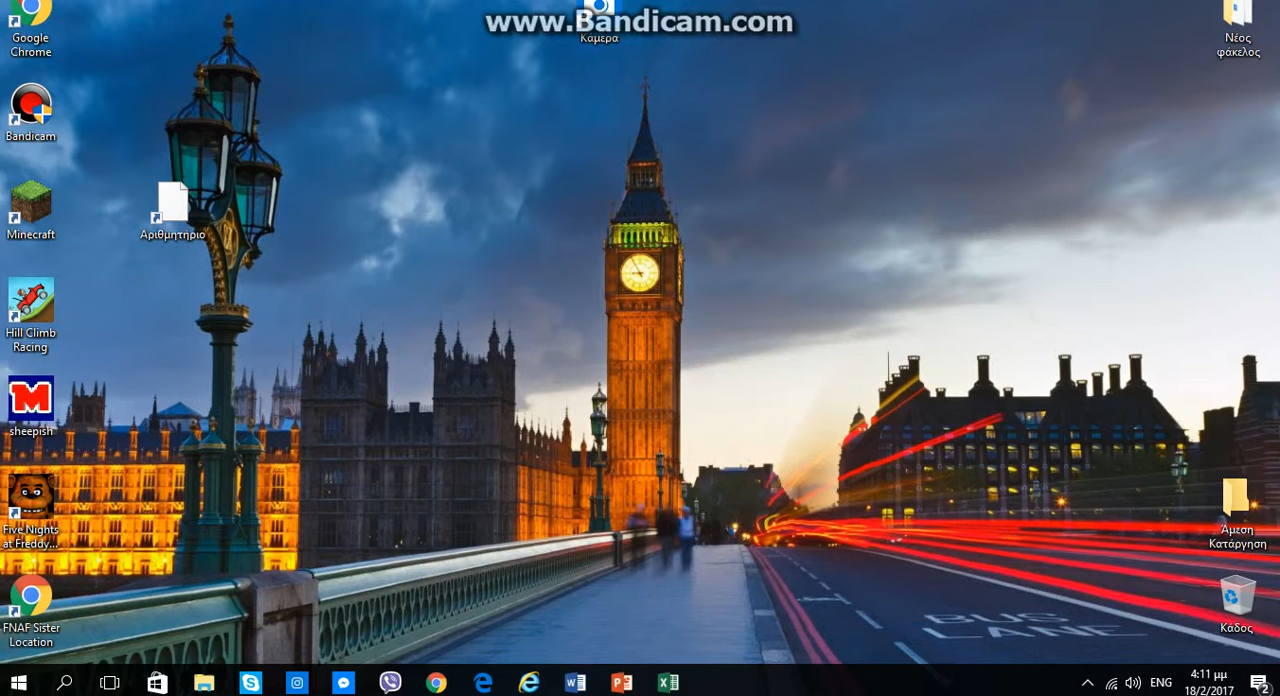 www.Bandicam.com
Google
Chrome
Κάμερα
Νέος
φάκελος
Bandicam
Minecraft
Αριθμητήριο
Hill Climb
Racing
M
sheepish
Five Nights
at Freddy...
Άμεση
Κατάργηση
FNAF Sister
Location
Κάδος
BUS
LANE
ENG
4:11 μμ
18/2/2017
2